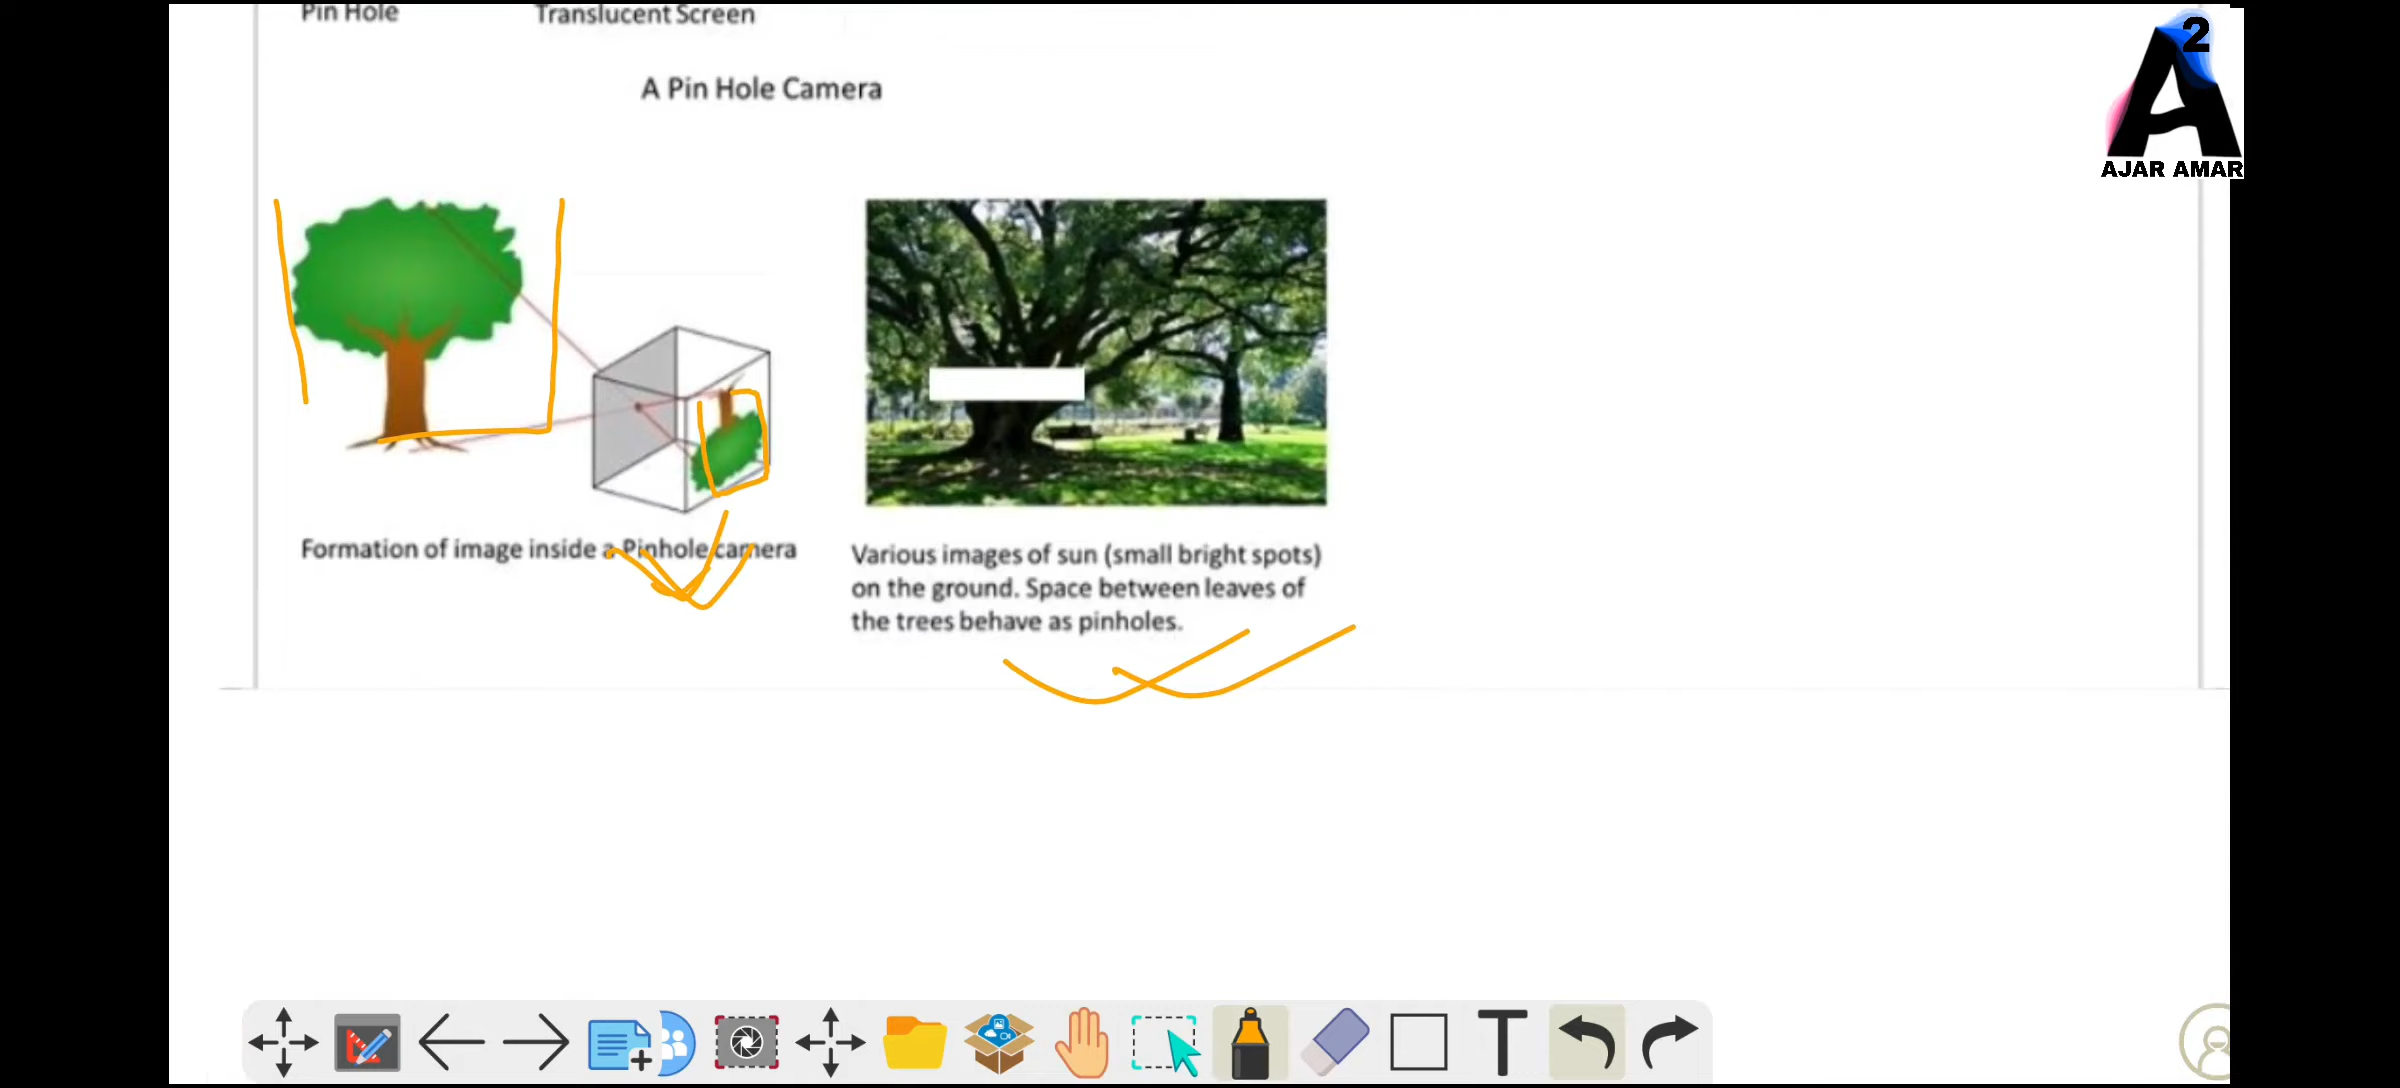 Pin Hole
Translucent Screen
A Pin Hole Camera
2
A
AJAR AMAR
Formation of image inside a Pinhole camera
Various images of sun (small bright spots)
on the ground. Space between leaves of
the trees behave as pinholes.
T